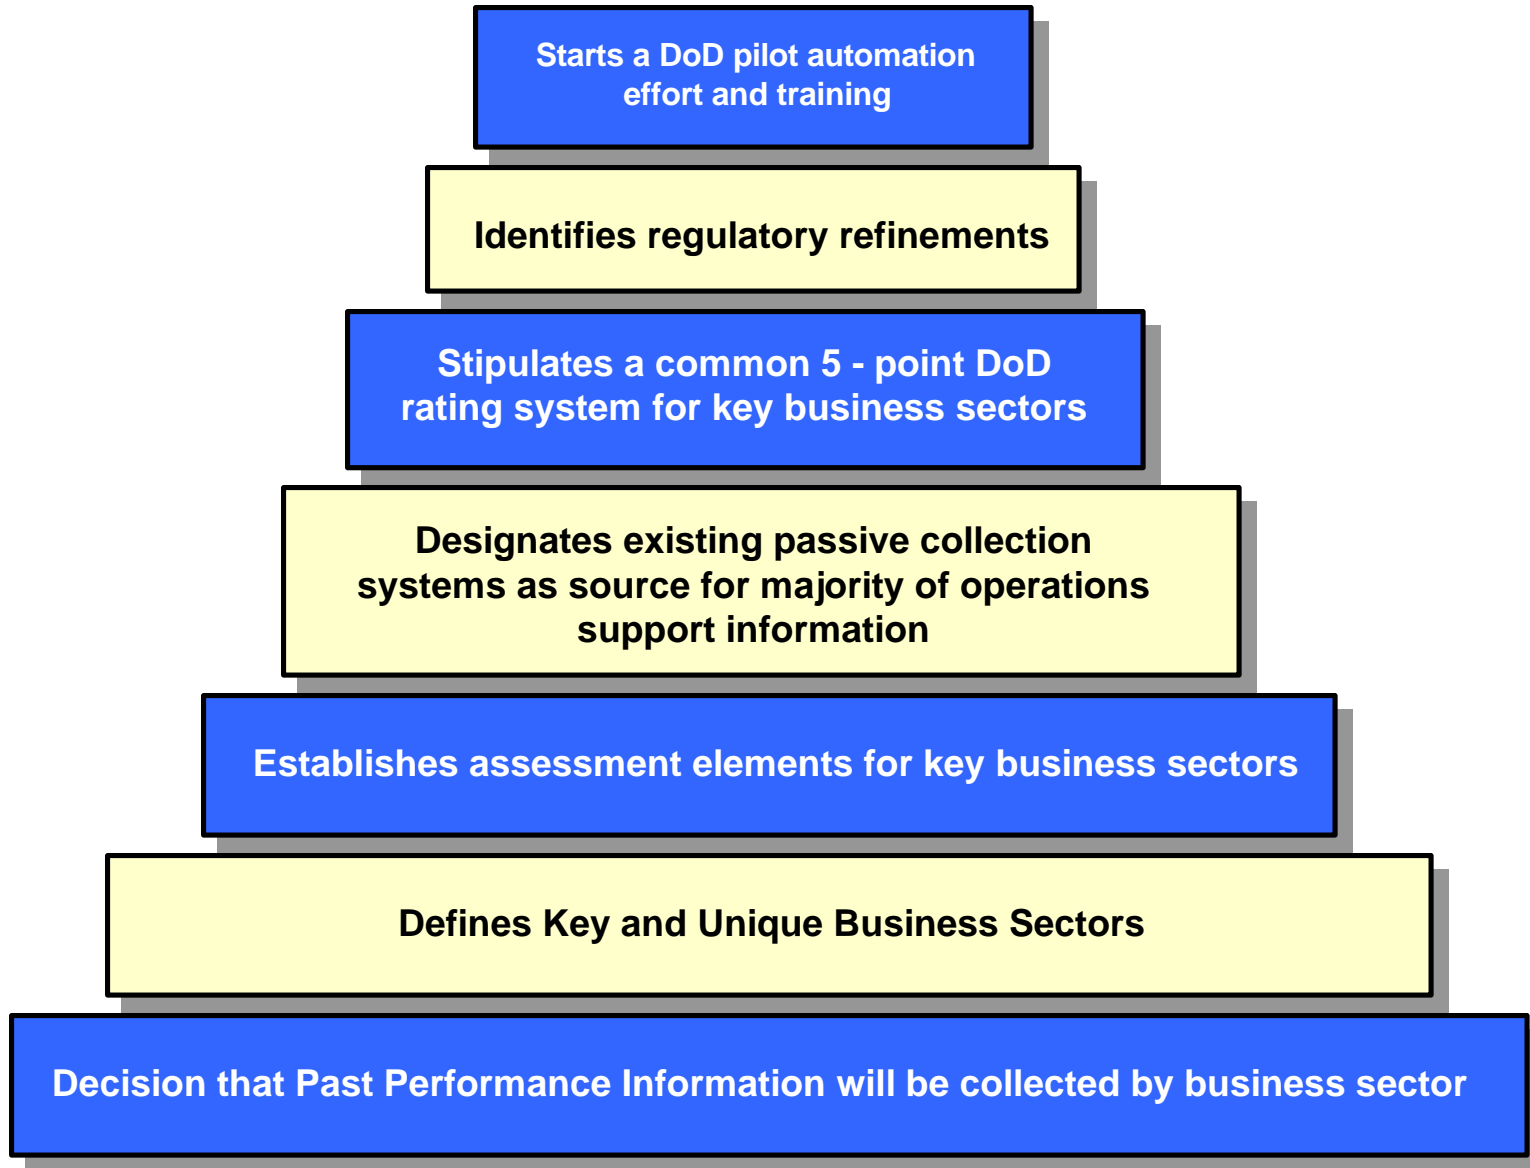 Starts a DoD pilot automation
effort and training
Identifies regulatory refinements
Stipulates a common 5 - point DoD
rating system for key business sectors
Designates existing passive collection
systems as source for majority of operations
support information
Establishes assessment elements for key business sectors
Defines Key and Unique Business Sectors
Decision that Past Performance Information will be collected by business sector